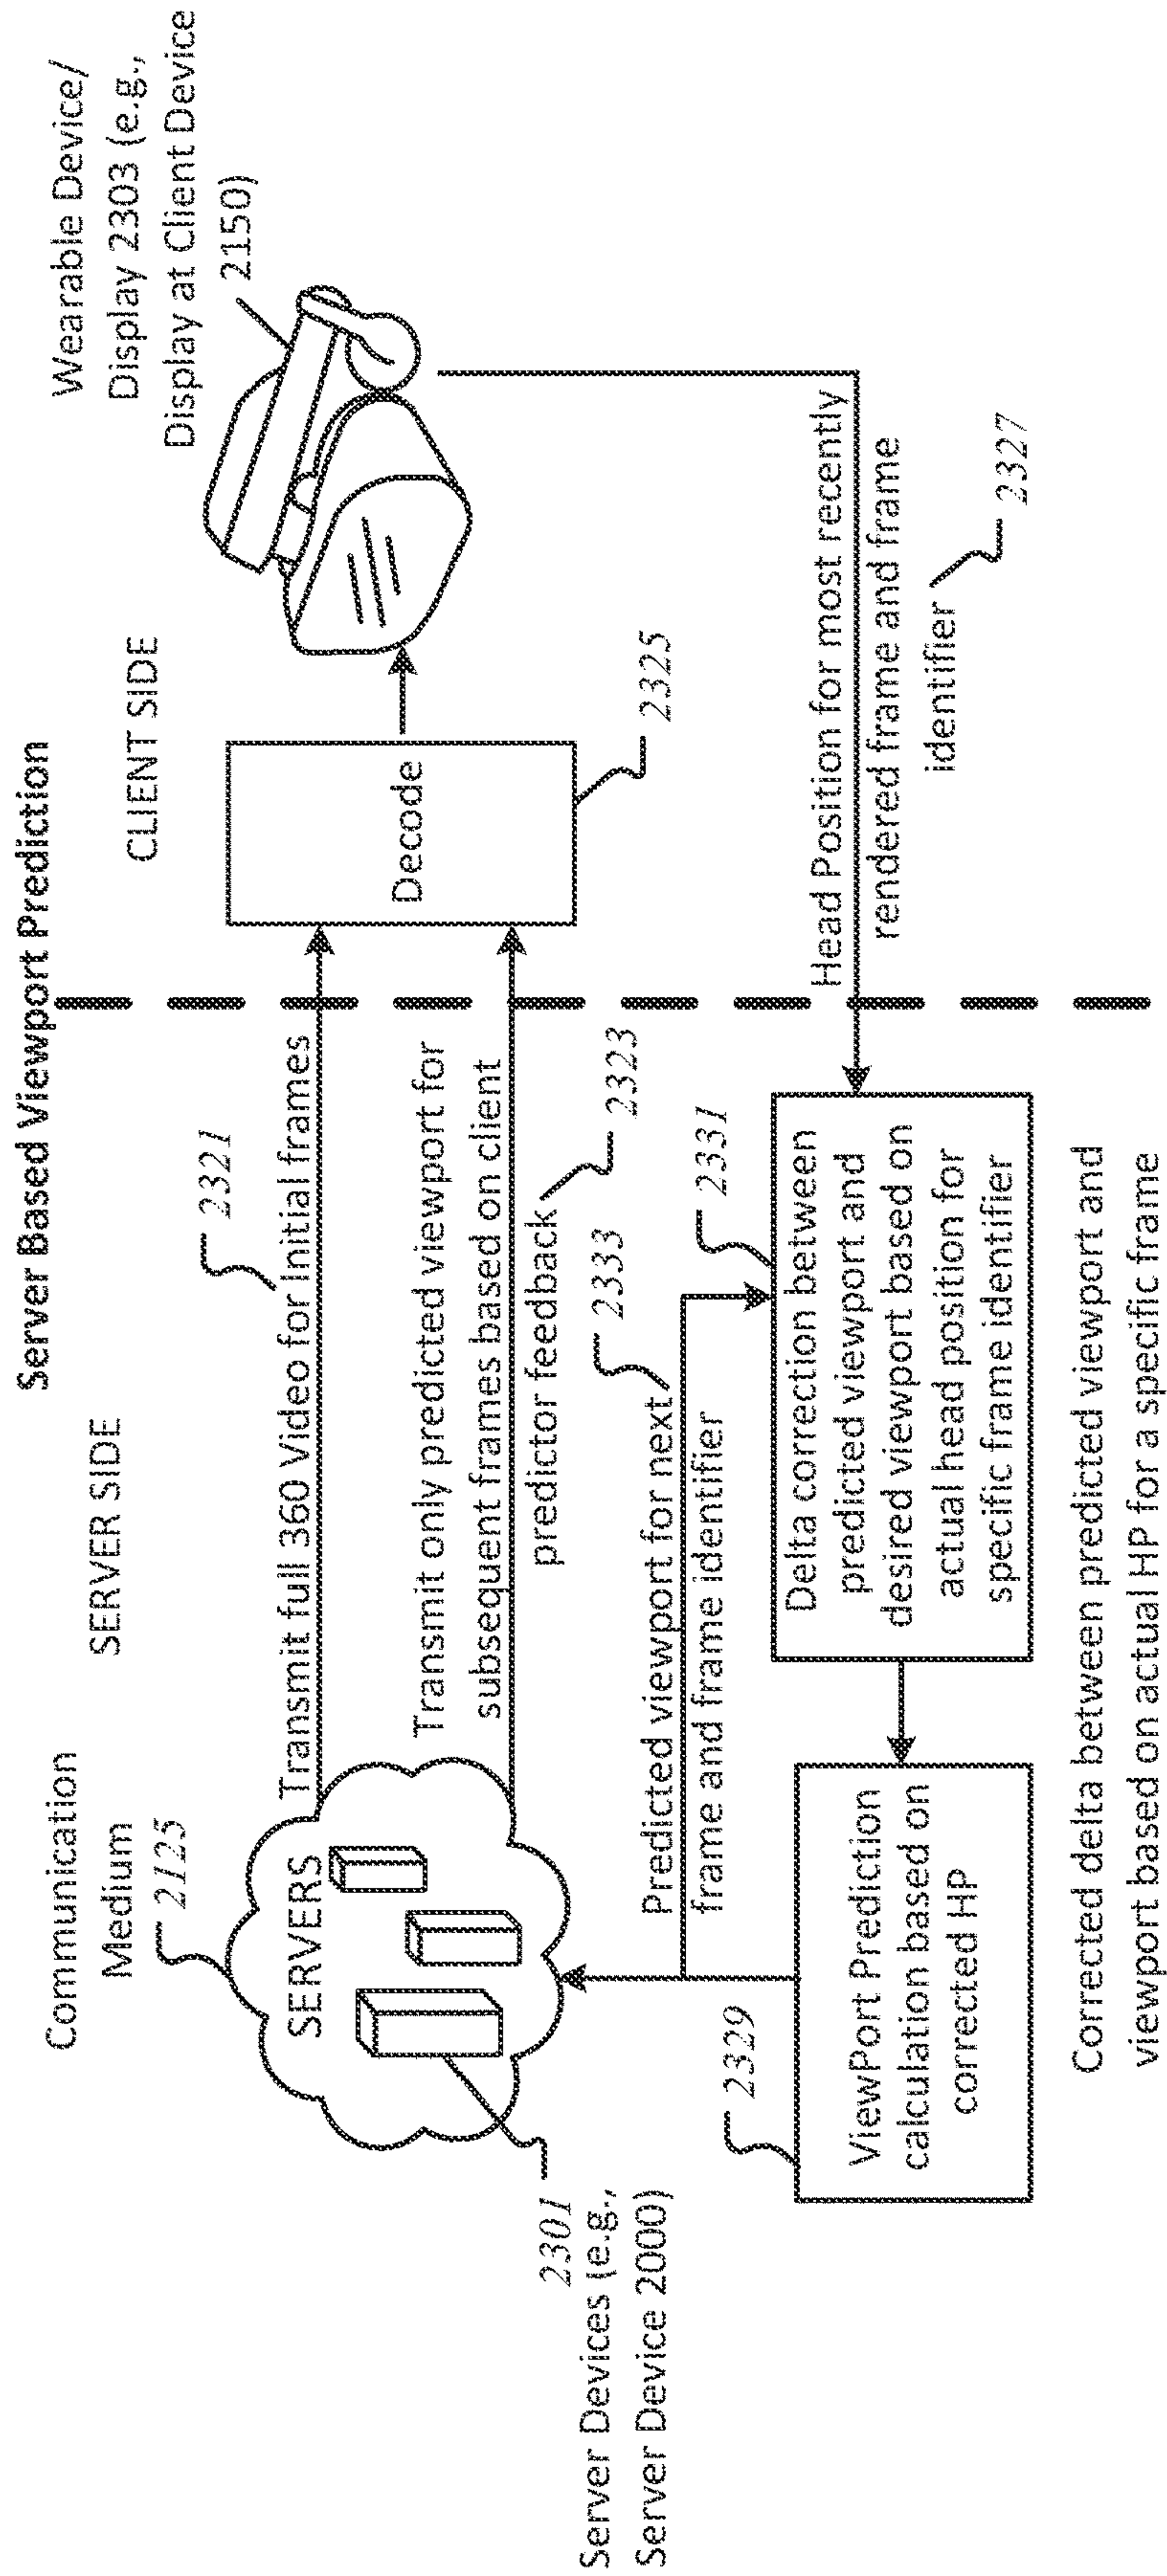 Server Based Viewport Prediction
SERVER SIDE
CLIENT SIDE
Communication
Medium
2125
SERVERS
2301
Server Devices (e.g.,
Server Device 2000)
2321
Transmit full 360 Video for Initial frames
Transmit only predicted viewport for
subsequent frames based on client
predictor feedback
2323
Decode
2325
Wearable Device/
Display 2303 (e.g.,
Display at Client Device
2150)
Head Position for most recently
rendered frame and frame
identifier
2327
2333
Predicted viewport for next
frame and frame identifier
2331
Delta correction between
predicted viewport and
desired viewport based on
actual head position for
specific frame identifier
2329
ViewPort Prediction
calculation based on
corrected HP
Corrected delta between predicted viewport and
viewport based on actual HP for a specific frame